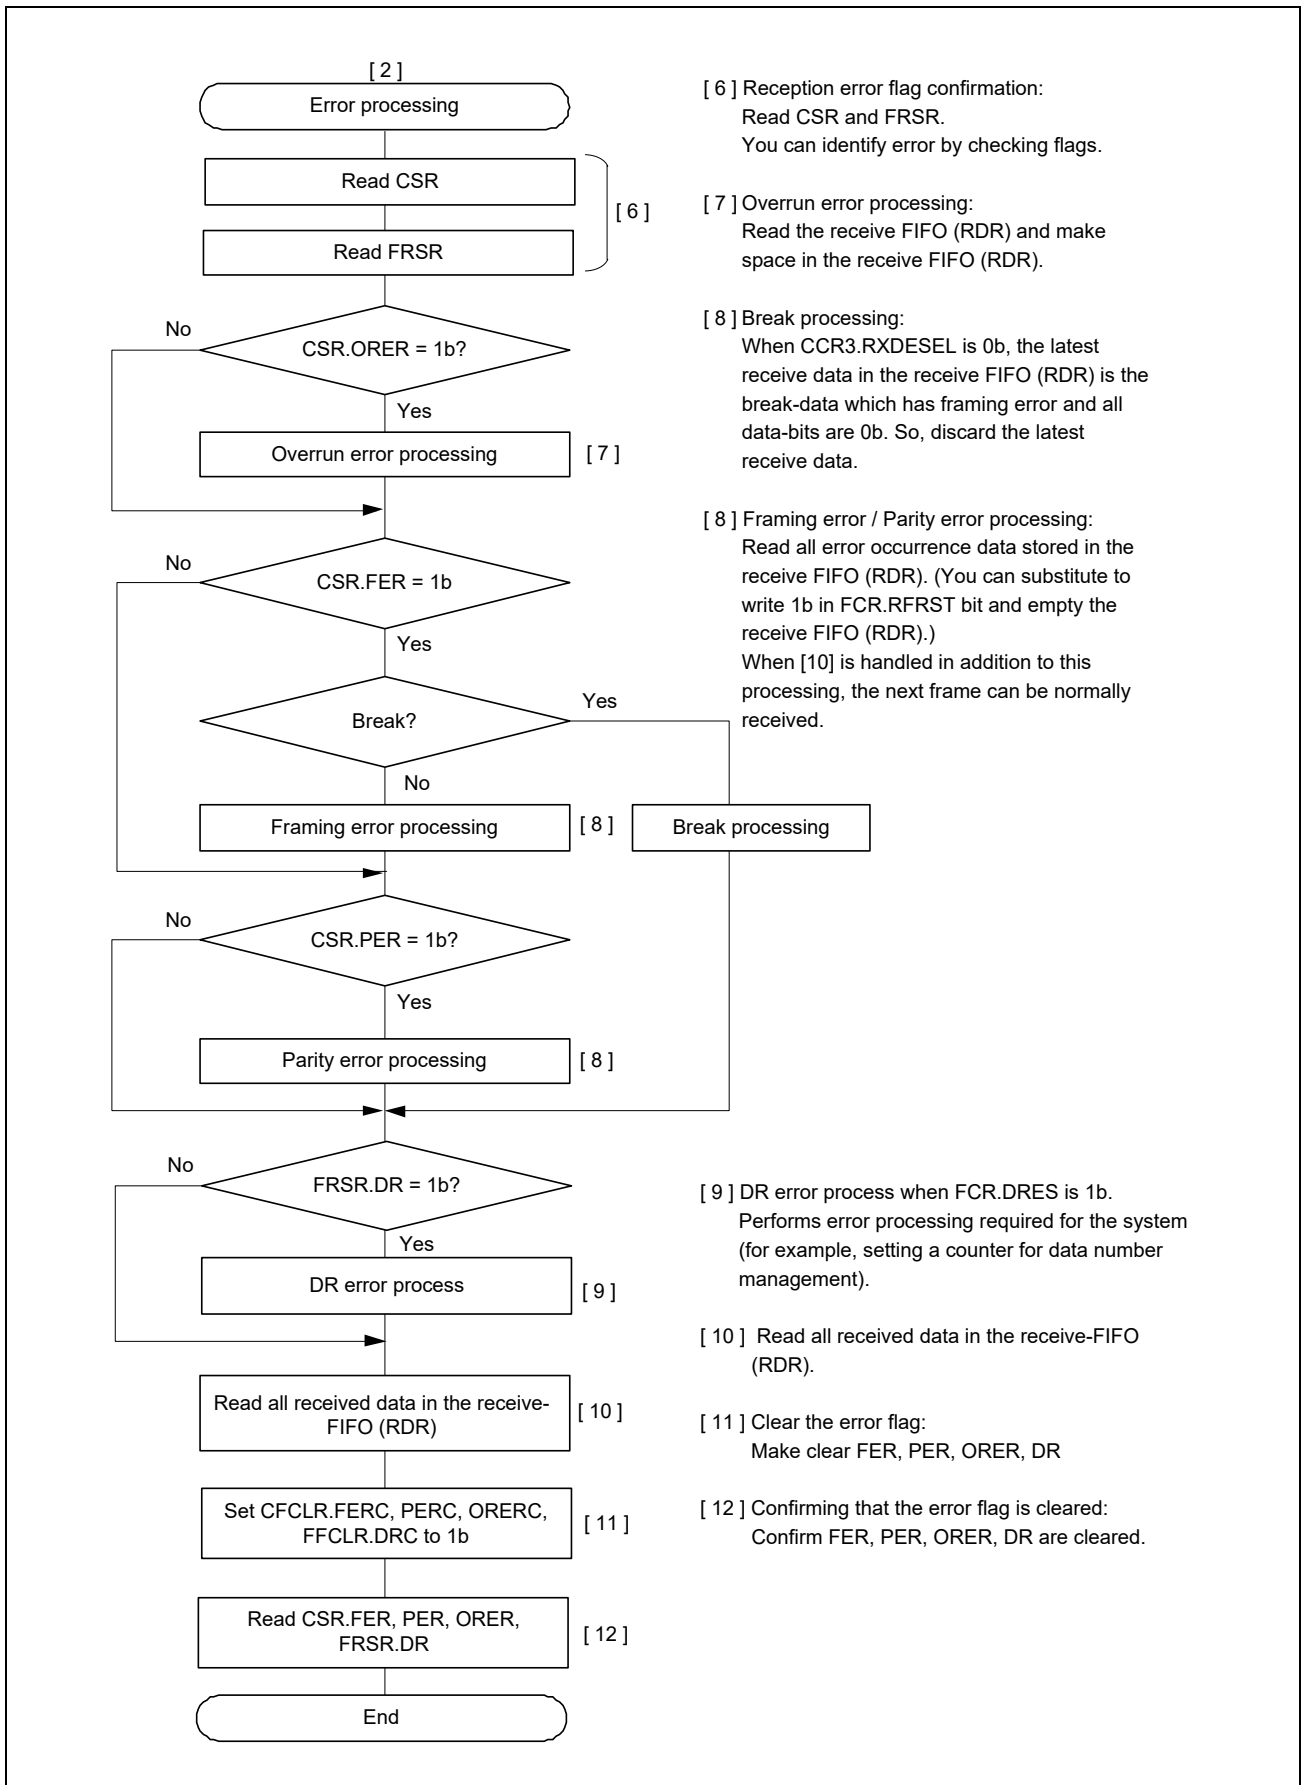 [ 2 ]
Error processing
Read CSR
[ 6 ]
Read FRSR
No
CSR.ORER = 1b?
Yes
Overrun error processing
[ 7 ]
No
CSR.FER = 1b
Yes
Break?
Yes
No
Framing error processing
[ 8 ]
Break processing
No
CSR.PER = 1b?
Yes
Parity error processing
[ 8 ]
No
FRSR.DR = 1b?
Yes
DR error process
[ 9 ]
Read all received data in the receive-
FIFO (RDR)
[ 10 ]
Set CFCLR.FERC, PERC, ORERC,
FFCLR.DRC to 1b
[ 11 ]
Read CSR.FER, PER, ORER,
FRSR.DR
[ 12 ]
End
[ 6 ] Reception error flag confirmation:
Read CSR and FRSR.
You can identify error by checking flags.
[ 7 ] Overrun error processing:
Read the receive FIFO (RDR) and make
space in the receive FIFO (RDR).
[ 8 ] Break processing:
When CCR3.RXDESEL is 0b, the latest
receive data in the receive FIFO (RDR) is the
break-data which has framing error and all
data-bits are 0b. So, discard the latest
receive data.
[ 8 ] Framing error / Parity error processing:
Read all error occurrence data stored in the
receive FIFO (RDR). (You can substitute to
write 1b in FCR.RFRST bit and empty the
receive FIFO (RDR).)
When [10] is handled in addition to this
processing, the next frame can be normally
received.
[ 9 ] DR error process when FCR.DRES is 1b.
Performs error processing required for the system
(for example, setting a counter for data number
management).
[ 10 ] Read all received data in the receive-FIFO
(RDR).
[ 11 ] Clear the error flag:
Make clear FER, PER, ORER, DR
[ 12 ] Confirming that the error flag is cleared:
Confirm FER, PER, ORER, DR are cleared.